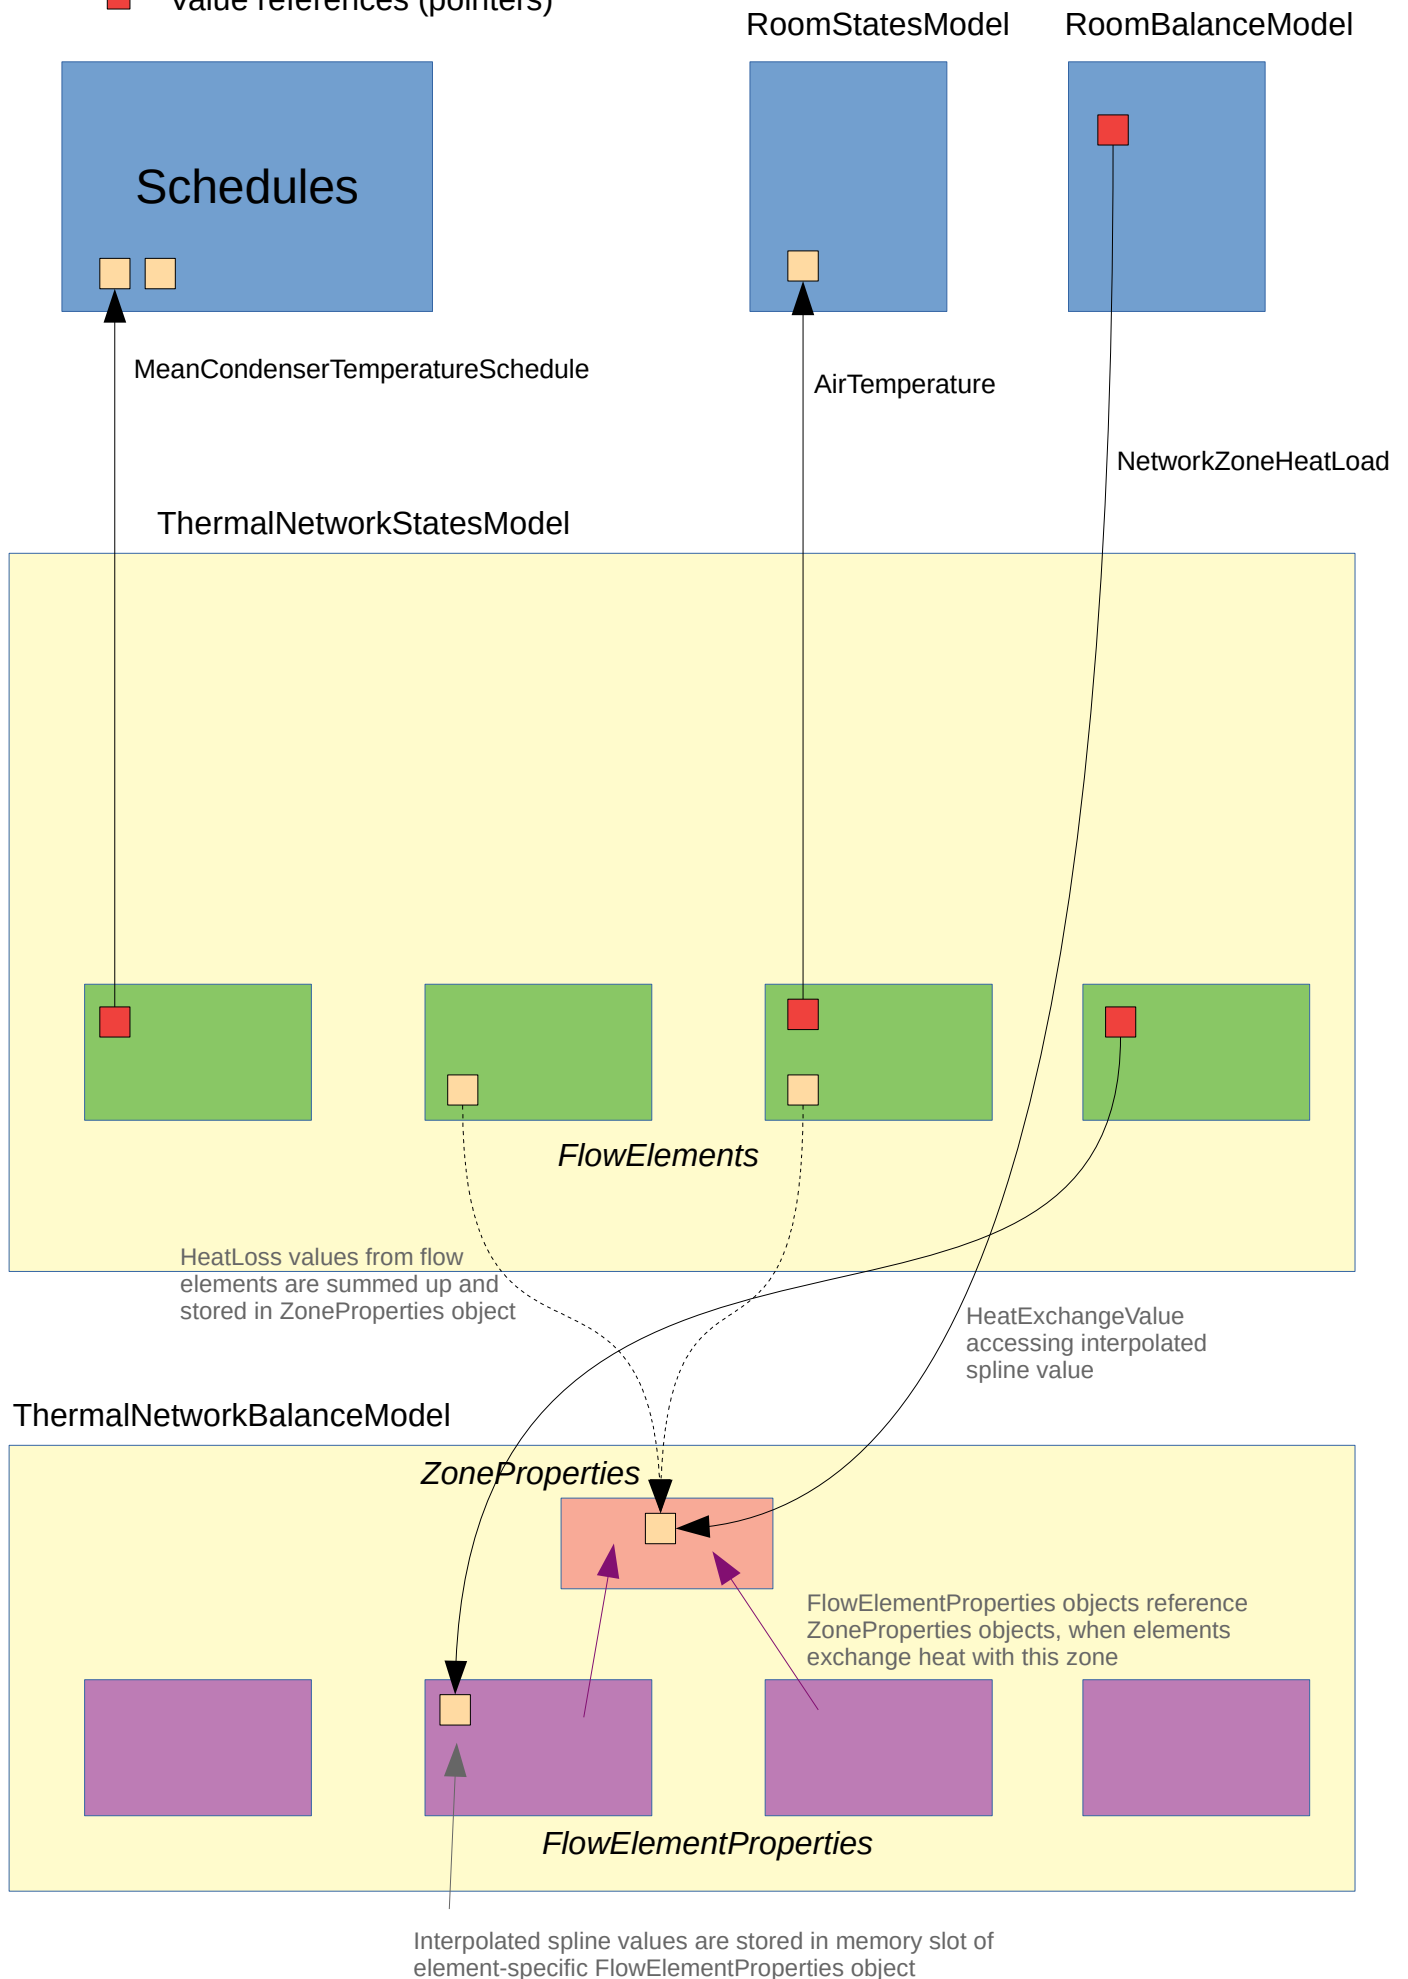 Value references (pointers)
RoomStatesModel
RoomBalanceModel
Schedules
MeanCondenserTemperatureSchedule
AirTemperature
NetworkZoneHeatLoad
ThermalNetworkStatesModel
FlowElements
HeatLoss values from flow
elements are summed up and
stored in ZoneProperties object
HeatExchangeValue
accessing interpolated
spline value
ThermalNetworkBalanceModel
ZoneProperties
FlowElementProperties objects reference
ZoneProperties objects, when elements
exchange heat with this zone
FlowElementProperties
Interpolated spline values are stored in memory slot of
element-specific FlowElementProperties object